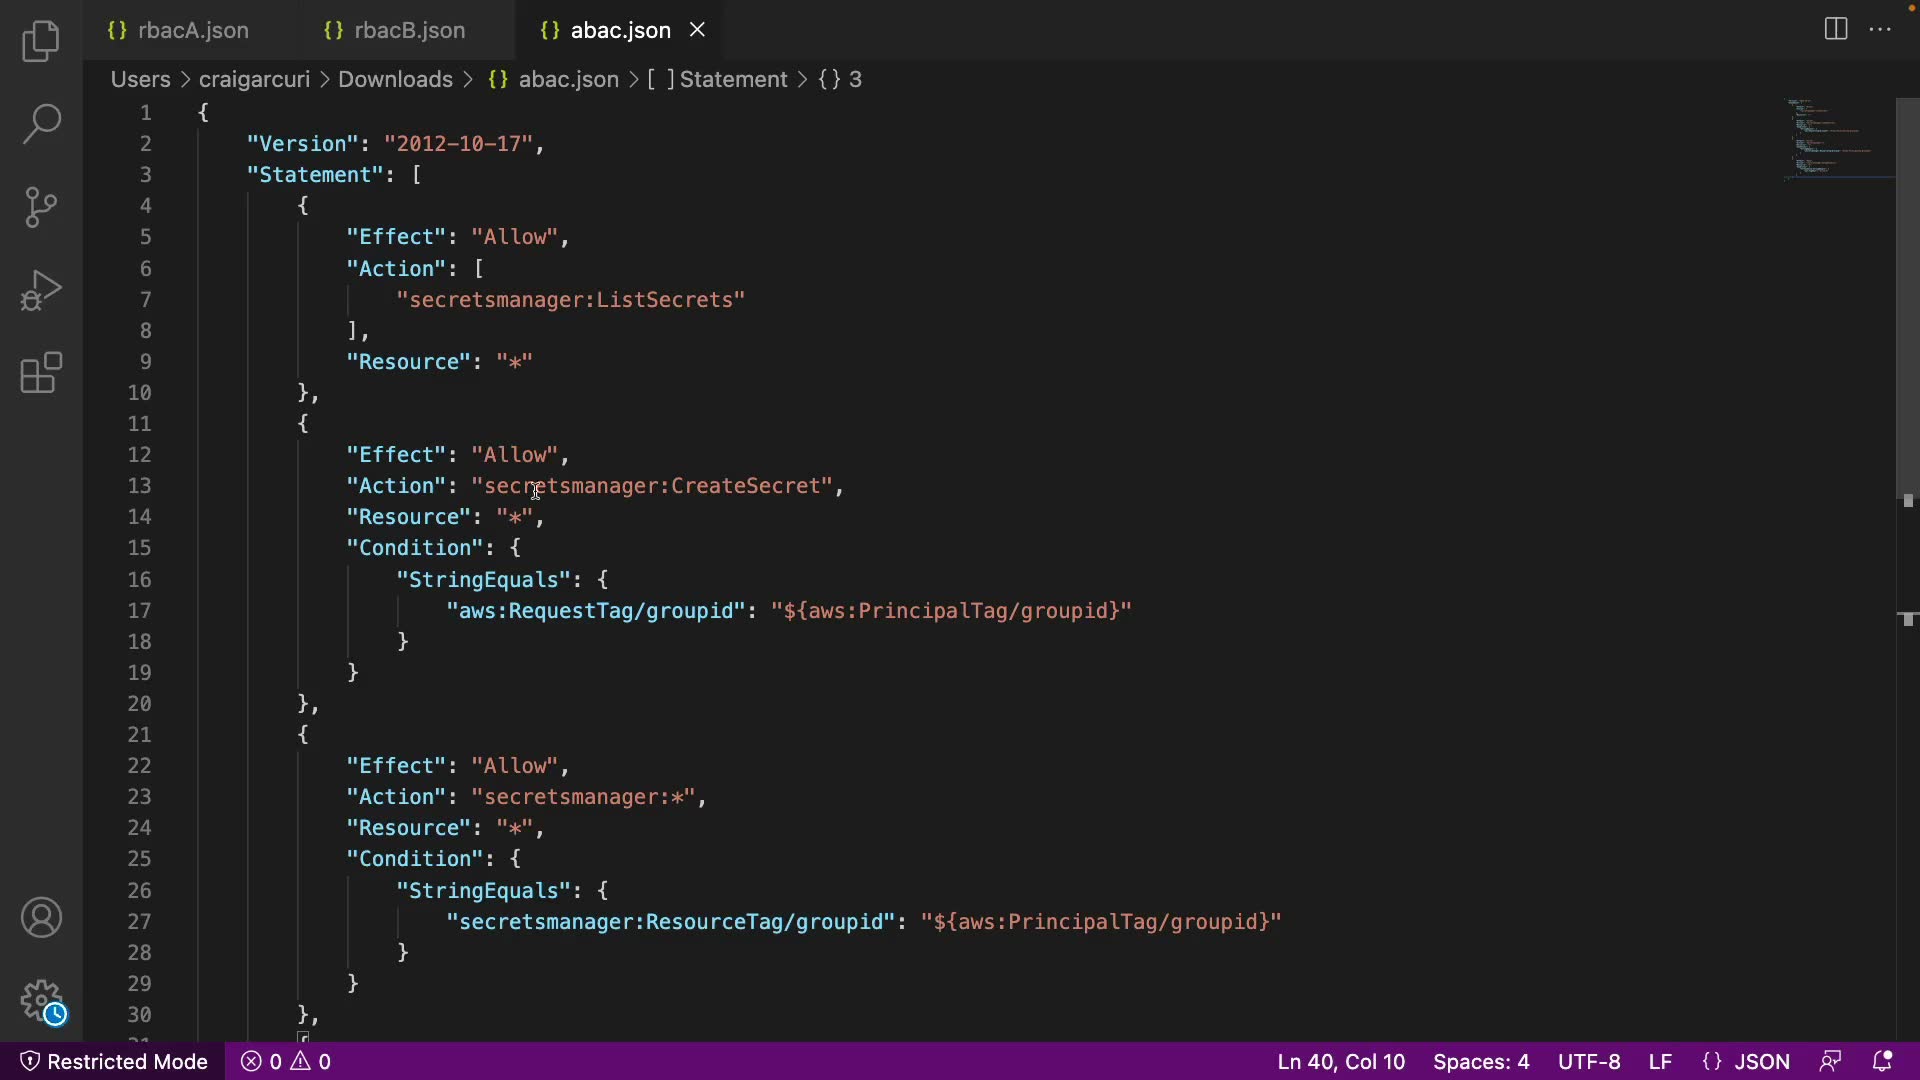 {} rbacA.json {} rbacB.json {} abac.json
Users > craigarcuri > Downloads > {} abac.json > [ ] Statement > {} 3
1 {
2 "Version": "2012-10-17",
3 "Statement": [
4 {
5 "Effect": "Allow",
6 "Action": [
7 "secretsmanager:ListSecrets"
8 ],
9 "Resource": "*"
10 },
11 {
12 "Effect": "Allow",
13 "Action": "secretsmanager:CreateSecret",
14 "Resource": "*",
15 "Condition": {
16 "StringEquals": {
17 "aws:RequestTag/groupid": "${aws:PrincipalTag/groupid}"
18 }
19 }
20 },
21 {
22 "Effect": "Allow",
23 "Action": "secretsmanager:*",
24 "Resource": "*",
25 "Condition": {
26 "StringEquals": {
27 "secretsmanager:ResourceTag/groupid": "${aws:PrincipalTag/groupid}"
28 }
29 }
30 },
Restricted Mode 0 0 Ln 40, Col 10 Spaces: 4 UTF-8 LF {} JSON